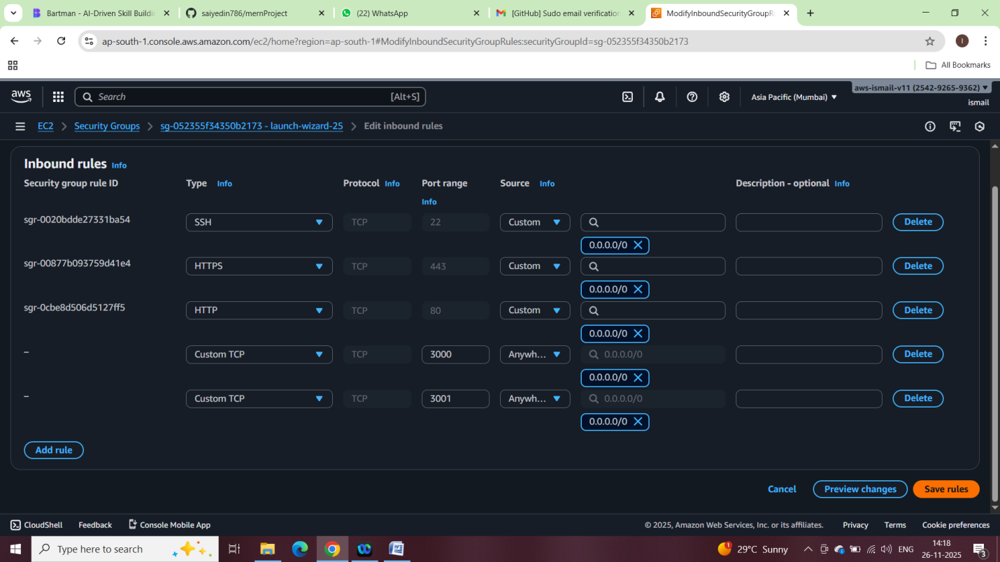 Bartman - AI-Driven Skill Buildin
saiyedin786/mernProject
(22) WhatsApp
[GitHub] Sudo email verification
ModifyInboundSecurityGroupRu
ap-south-1.console.aws.amazon.com/ec2/home?region=ap-south-1#ModifyInboundSecurityGroupRules:securityGroupId=sg-052355f34350b2173
I
All Bookmarks
aws
Search
[Alt+S]
Asia Pacific (Mumbai)
aws-ismail-v11 (2542-9265-9362)
ismail
EC2
Security Groups
sg-052355f34350b2173 - launch-wizard-25
Edit inbound rules
Inbound rules Info
Security group rule ID
Type Info
Protocol Info
Port range
Info
Source Info
Description - optional Info
sgr-0020bdde27331ba54
SSH
TCP
22
Custom
Delete
0.0.0.0/0
sgr-00877b093759d41e4
HTTPS
TCP
443
Custom
Delete
0.0.0.0/0
sgr-0cbe8d506d5127ff5
HTTP
TCP
80
Custom
Delete
0.0.0.0/0
–
Custom TCP
TCP
3000
Anywh...
0.0.0.0/0
Delete
0.0.0.0/0
–
Custom TCP
TCP
3001
Anywh...
0.0.0.0/0
Delete
0.0.0.0/0
Add rule
Cancel
Preview changes
Save rules
CloudShell
Feedback
Console Mobile App
© 2025, Amazon Web Services, Inc. or its affiliates.
Privacy
Terms
Cookie preferences
Type here to search
1
29°C Sunny
ENG
14:18
26-11-2025
3